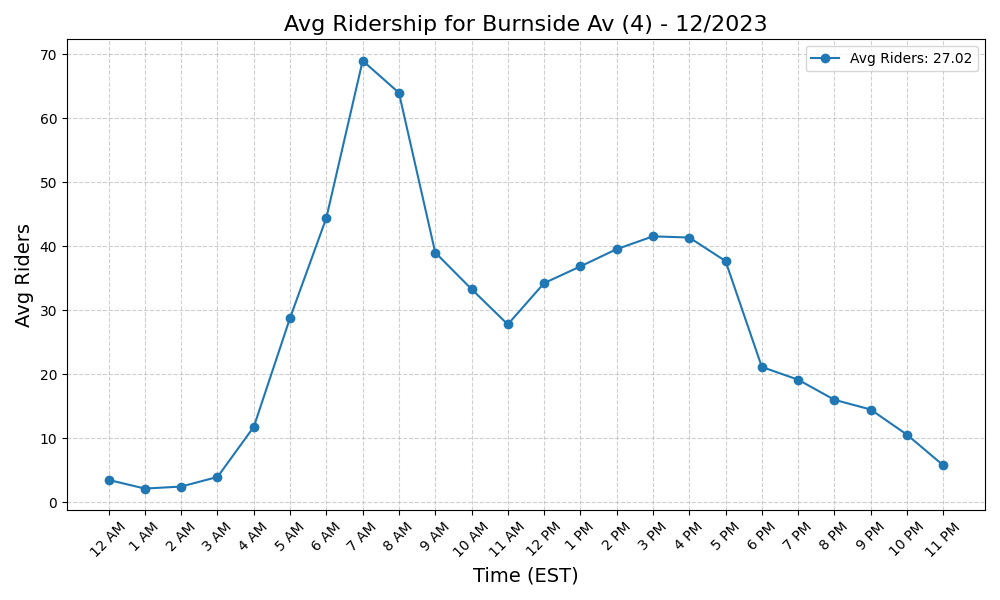 Avg Ridership for Burnside Av (4) - 12/2023
Avg Riders: 27.02
Avg Riders
70
60
50
40
30
20
10
0
12 AM
1 AM
2 AM
3 AM
4 AM
5 AM
6 AM
7 AM
8 AM
9 AM
10 AM
11 AM
12 PM
1 PM
2 PM
3 PM
4 PM
5 PM
6 PM
7 PM
8 PM
9 PM
10 PM
11 PM
Time (EST)